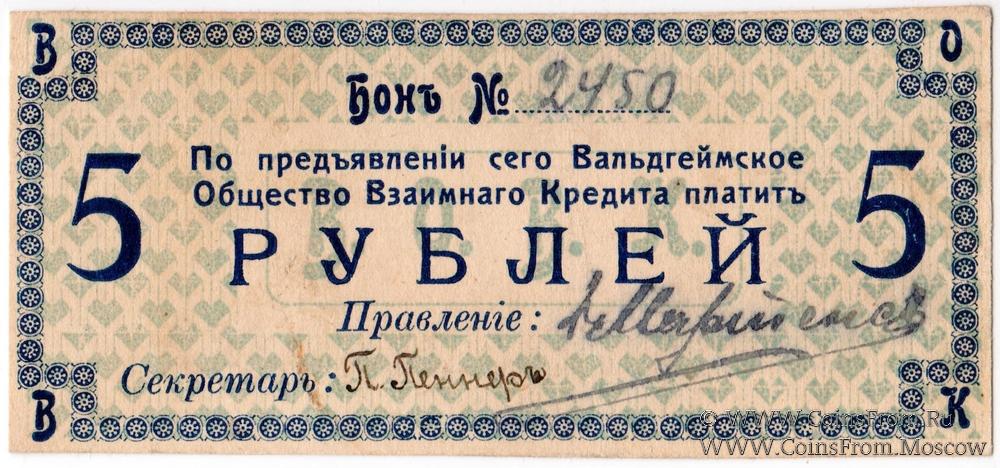 В О
Бонъ № 2450
По предъявленіи сего Вальдгеймское
Общество Взаимнаго Кредита платитъ
5 РУБЛЕЙ 5
Правленіе:
Секретарь: П. Пеннеръ
В К
© WWW.CoinsFrom.RU
WWW.CoinsFrom.Moscow